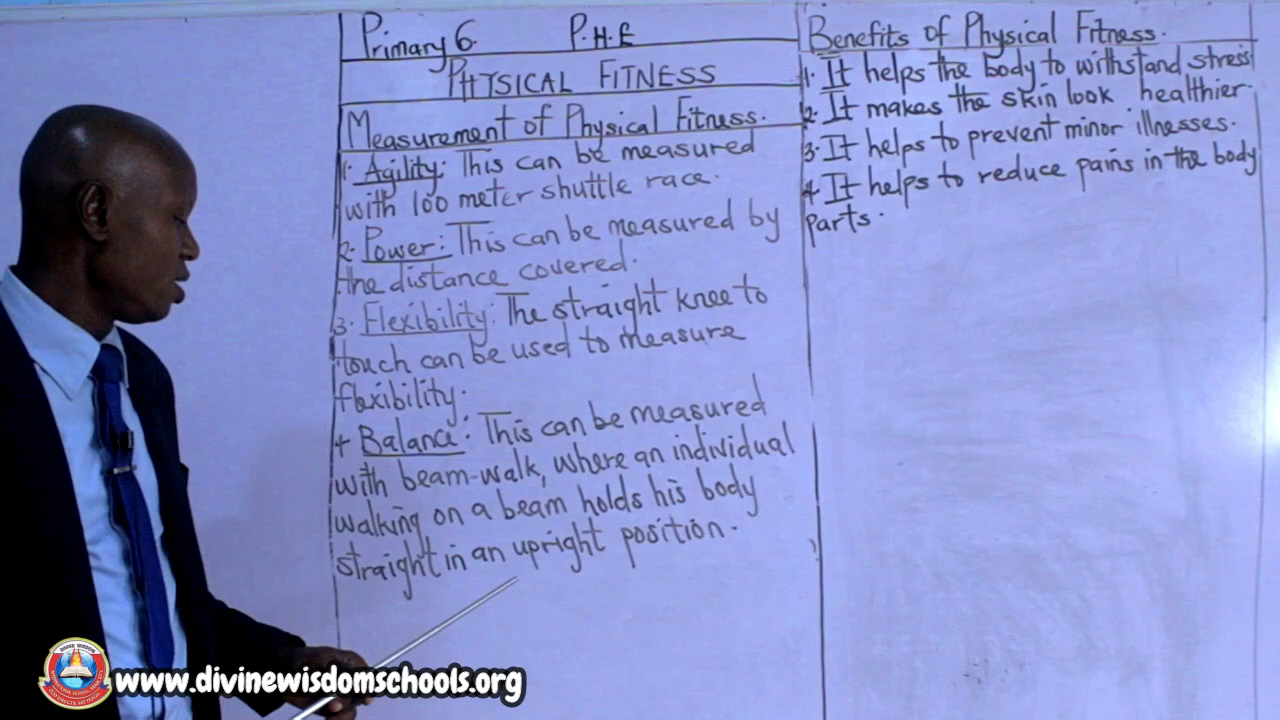 Primary 6. P.H.E
PHYSICAL FITNESS
Measurement of Physical Fitness.
1. Agility: This can be measured
with 100 meter shuttle race.
2. Power: This can be measured by
the distance covered.
3. Flexibility: The straight knee to
touch can be used to measure
flexibility.
4 Balance: This can be measured
with beam-walk, where an individual
walking on a beam holds his body
straight in an upright position.
Benefits of Physical Fitness.
1. It helps the body to withstand stress
2. It makes the skin look healthier.
3. It helps to prevent minor illnesses.
4 It helps to reduce pains in the body
parts.
DIVINE WISDOM
www.divinewisdomschools.org